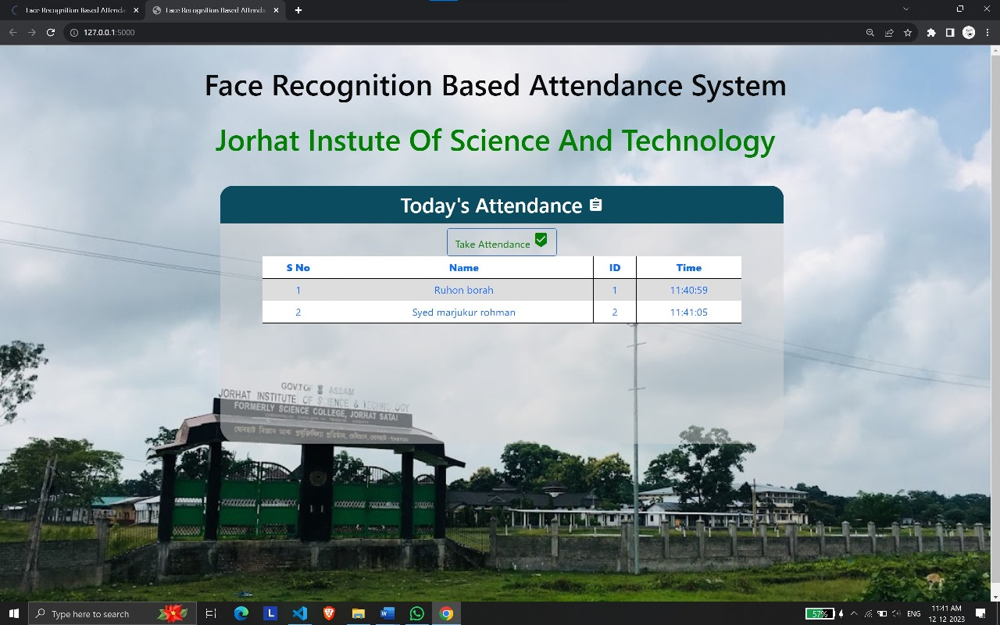 Face Recognition Based Attenda
Face Recognition Based Attenda
127.0.0.1:5000
Face Recognition Based Attendance System
Jorhat Instute Of Science And Technology
Today's Attendance
Take Attendance
S No Name ID Time
1 Ruhon borah 1 11:40:59
2 Syed marjukur rohman 2 11:41:05
GOVT.OF ASSAM
JORHAT INSTITUTE OF SCIENCE & TECHNOLOGY
FORMERLY SCIENCE COLLEGE, JORHAT SATAI
Type here to search
L
57%
ENG
11:41 AM
12-12-2023